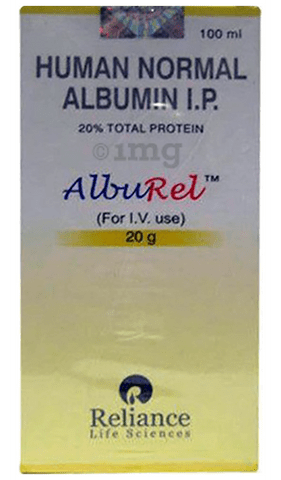 100 ml
HUMAN NORMAL
ALBUMIN I.P.
20% TOTAL PROTEIN
©1mg
AlbuRel™
(For I.V. use)
20 g
Reliance
Life Sciences